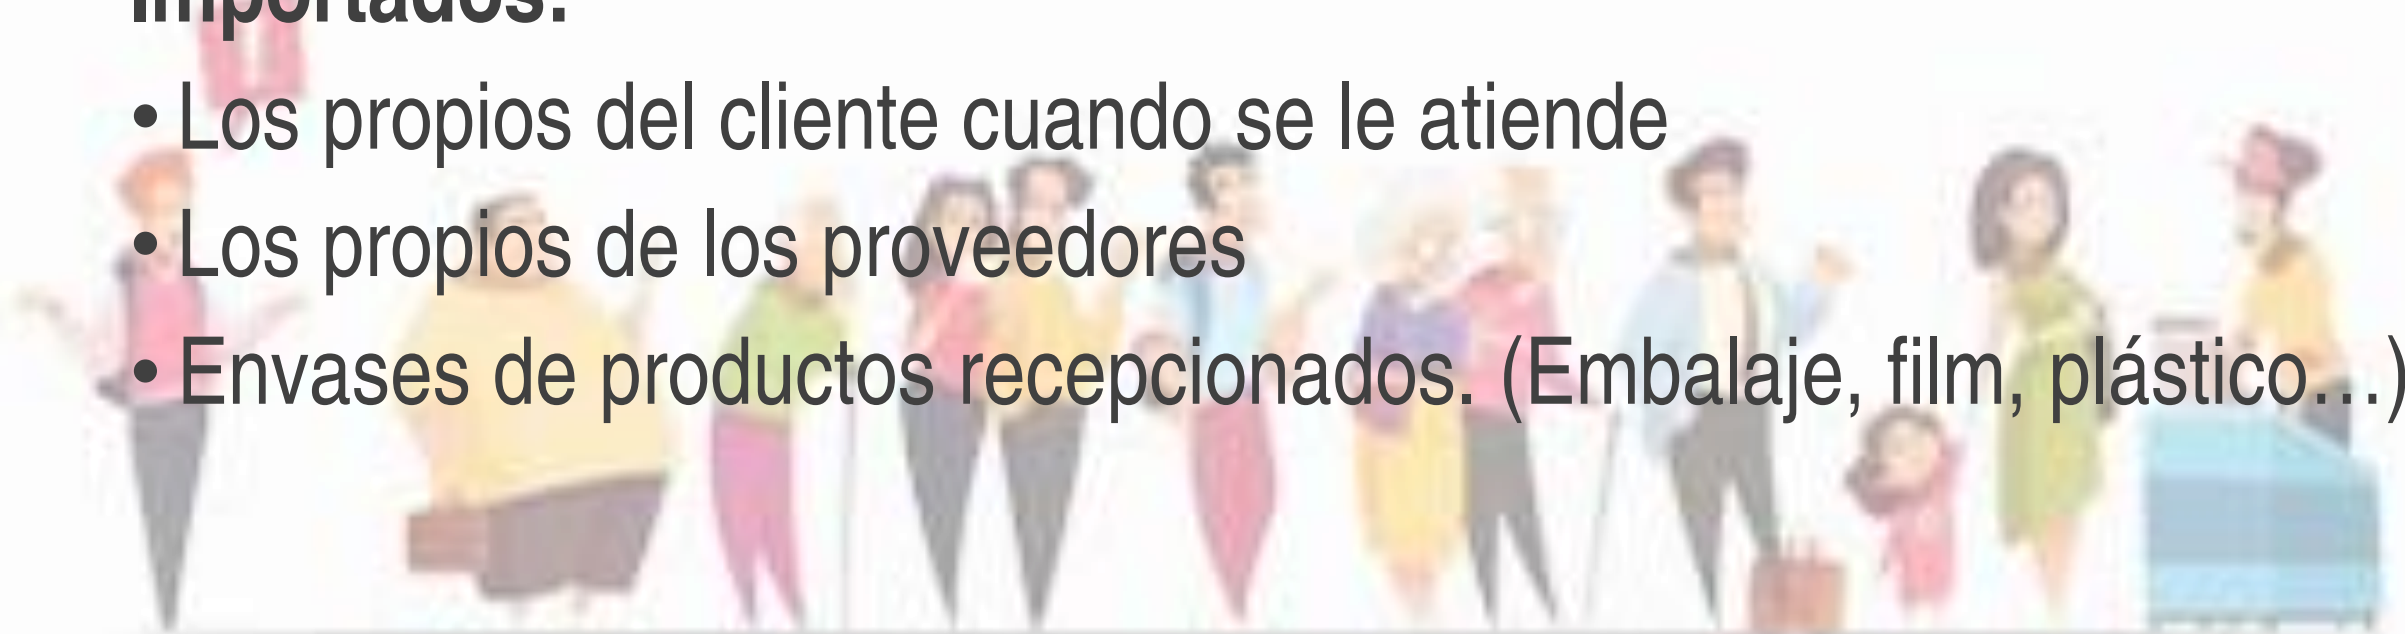 Importados:
• Los propios del cliente cuando se le atiende
• Los propios de los proveedores
• Envases de productos recepcionados. (Embalaje, film, plástico…)